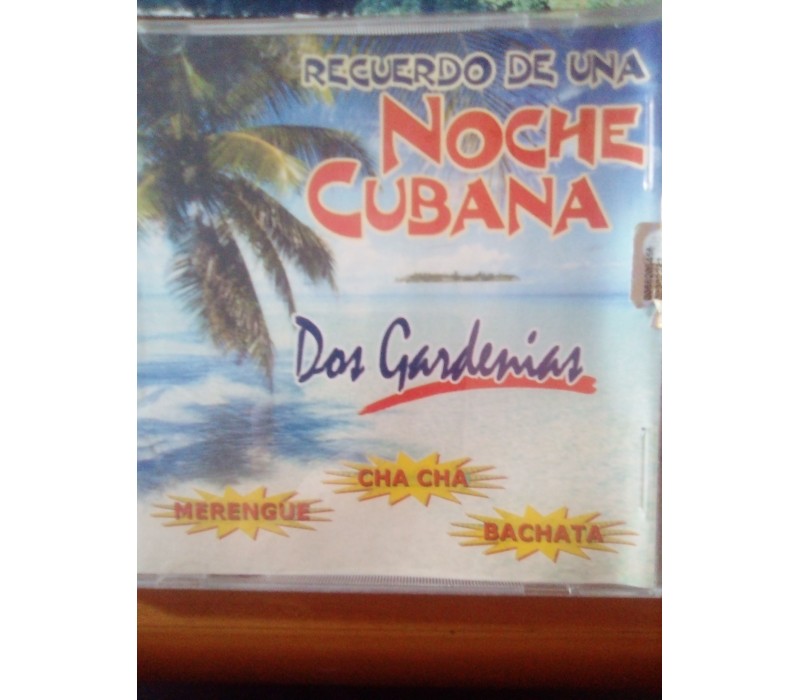 RECUERDO DE UNA
NOCHE
CUBANA
Dos Gardenias
CHA CHA
MERENGUE
BACHATA